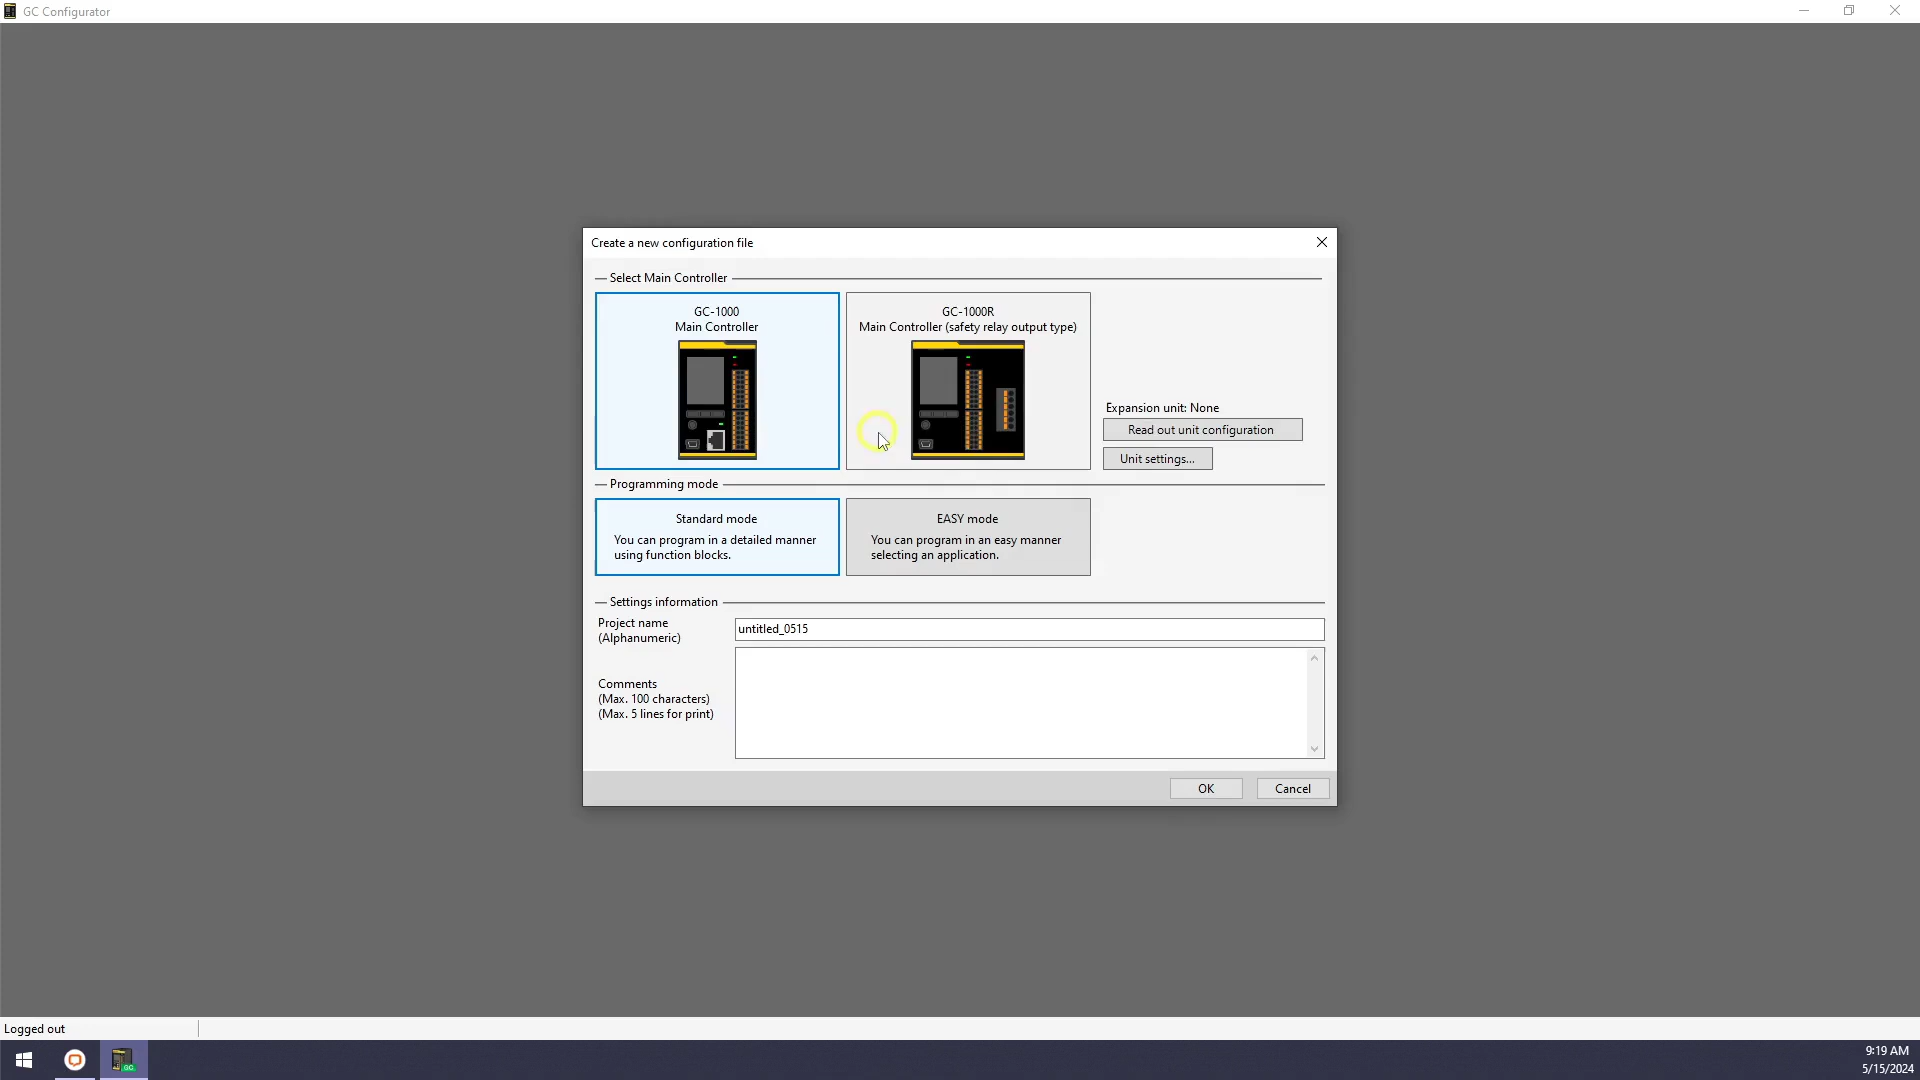 GC Configurator
Create a new configuration file
Select Main Controller
GC-1000
Main Controller
GC-1000R
Main Controller (safety relay output type)
Expansion unit: None
Read out unit configuration
Unit settings...
Programming mode
Standard mode
You can program in a detailed manner
using function blocks.
EASY mode
You can program in an easy manner
selecting an application.
Settings information
Project name
(Alphanumeric)
untitled_0515
Comments
(Max. 100 characters)
(Max. 5 lines for print)
OK
Cancel
Logged out
GC
9:19 AM
5/15/2024